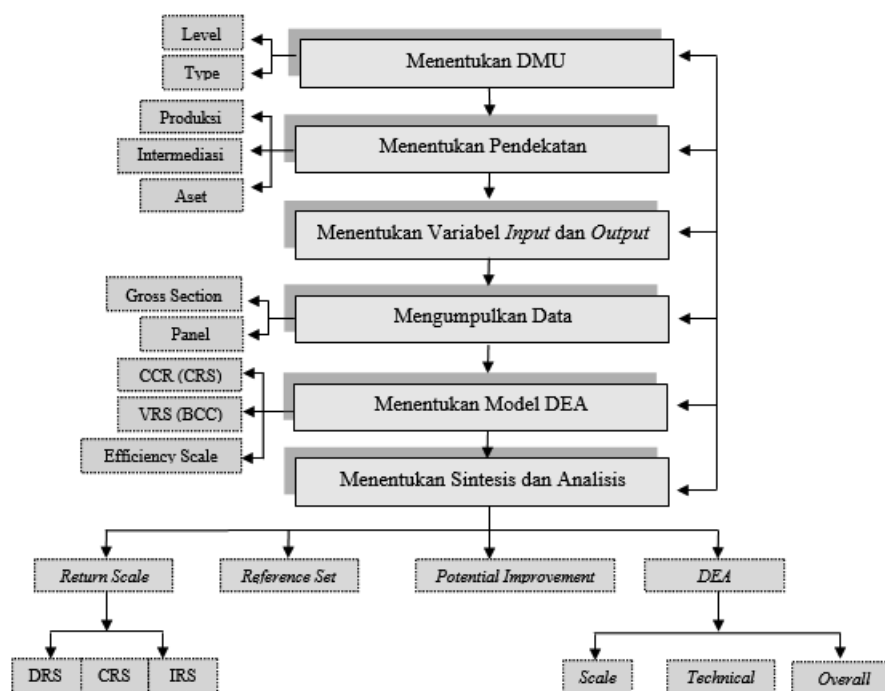 Level
Menentukan DMU
Type
Produksi
Intermediasi
Menentukan Pendekatan
Aset
Menentukan Variabel Input dan Output
Gross Section
Mengumpulkan Data
Panel
CCR (CRS)
VRS (BCC)
Menentukan Model DEA
Efficiency Scale
Menentukan Sintesis dan Analisis
Return Scale
Reference Set
Potential Improvement
DEA
DRS
CRS
IRS
Scale
Technical
Overall